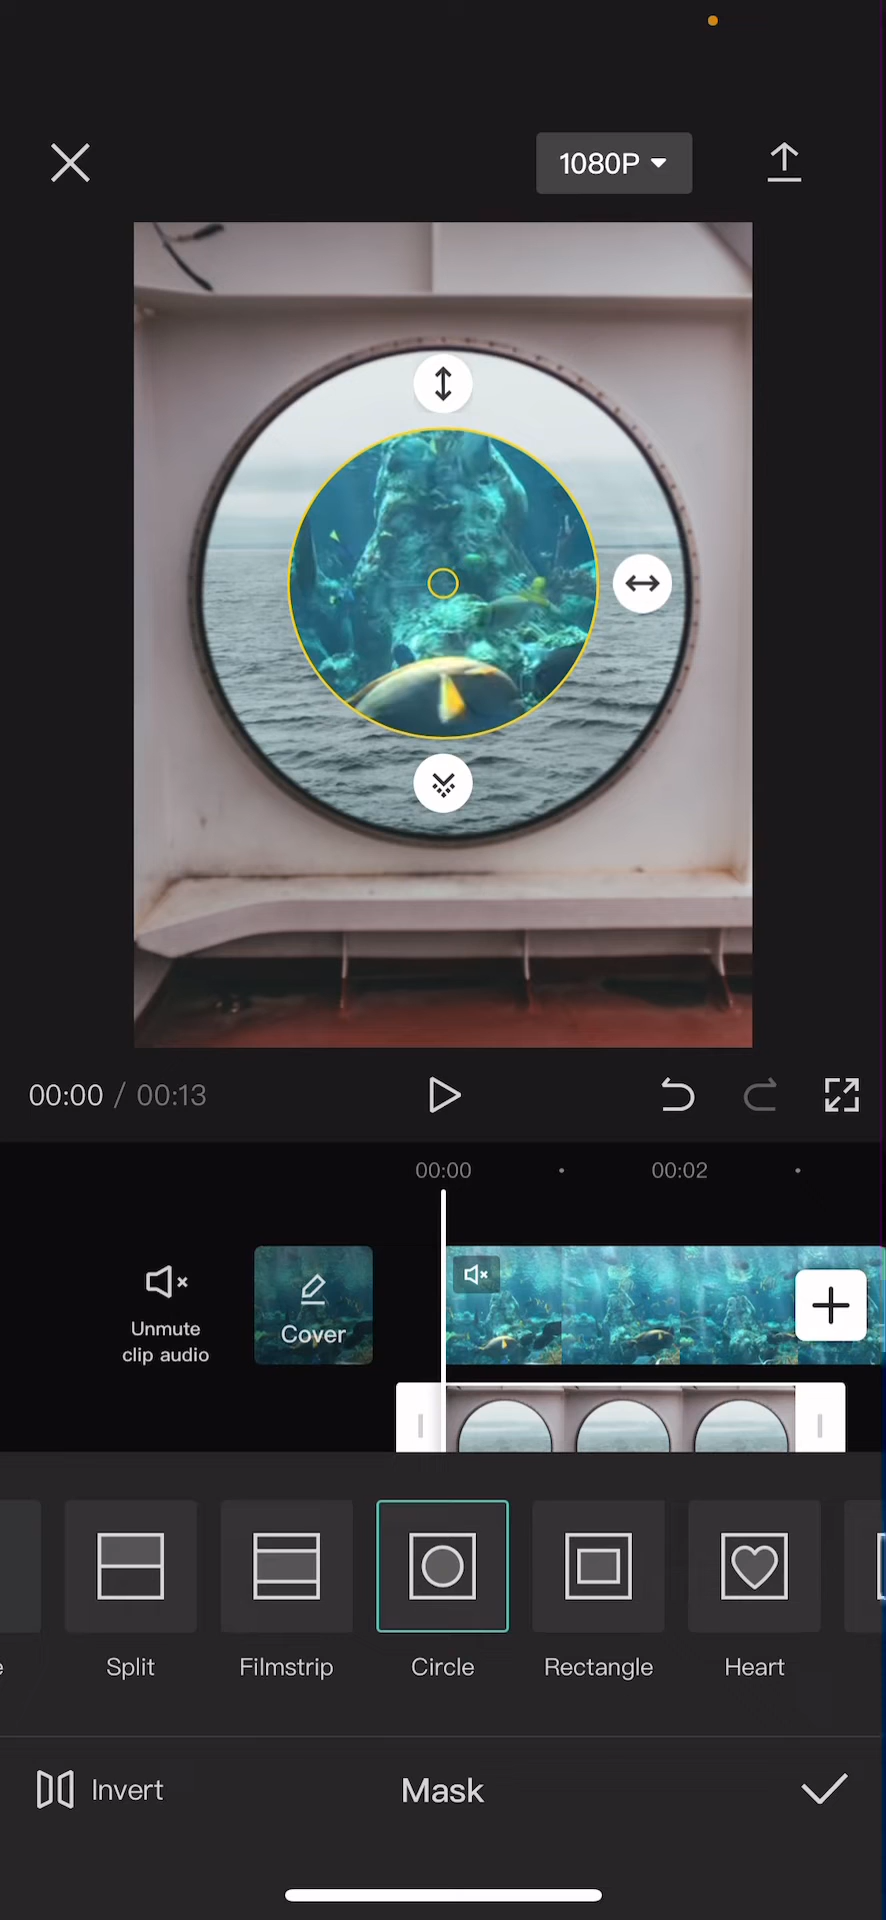 1080P
00:00 / 00:13
00:00
00:02
Unmute
clip audio
Cover
e
Split
Filmstrip
Circle
Rectangle
Heart
Invert
Mask